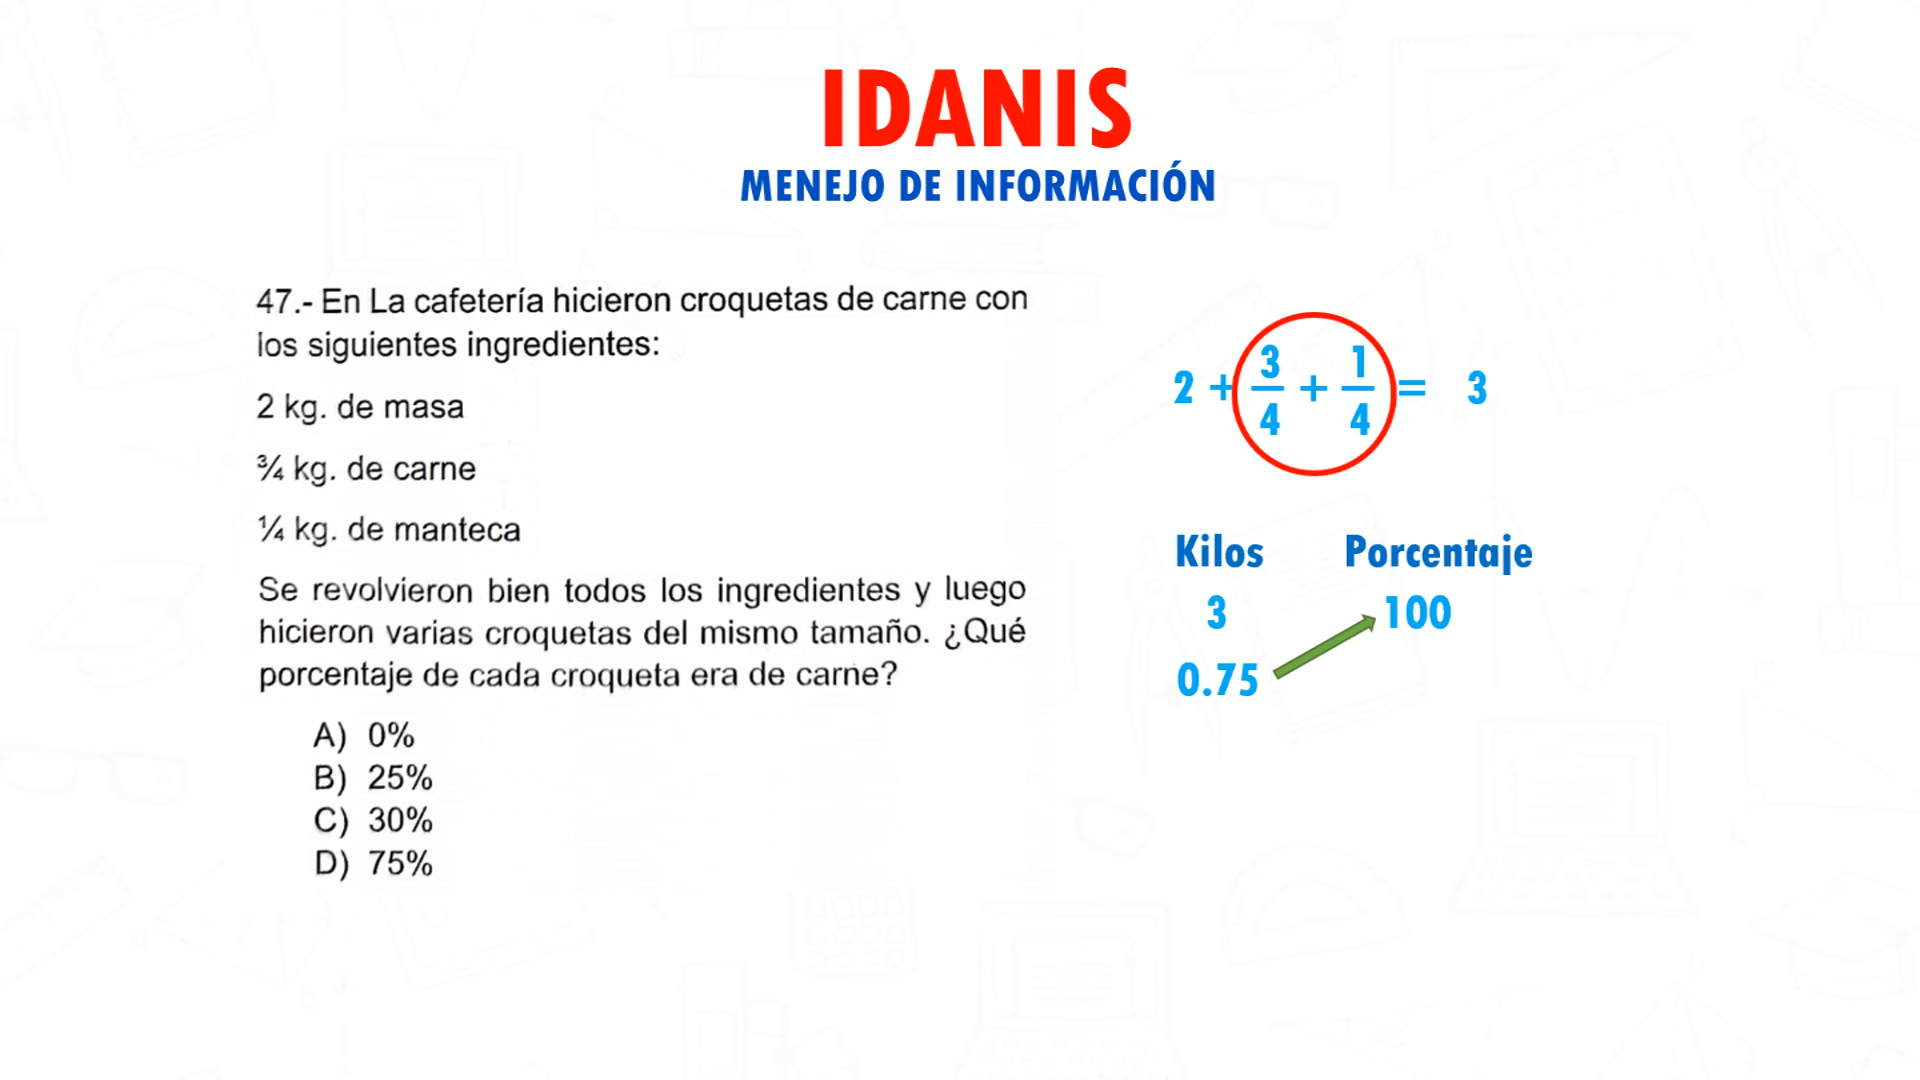 IDANIS
MENEJO DE INFORMACIÓN
47.- En La cafetería hicieron croquetas de carne con
los siguientes ingredientes:
2 kg. de masa
¾ kg. de carne
¼ kg. de manteca
Se revolvieron bien todos los ingredientes y luego
hicieron varias croquetas del mismo tamaño. ¿Qué
porcentaje de cada croqueta era de carne?
A) 0%
B) 25%
C) 30%
D) 75%
2 + 3/4 + 1/4 = 3
Kilos Porcentaje
3 100
0.75